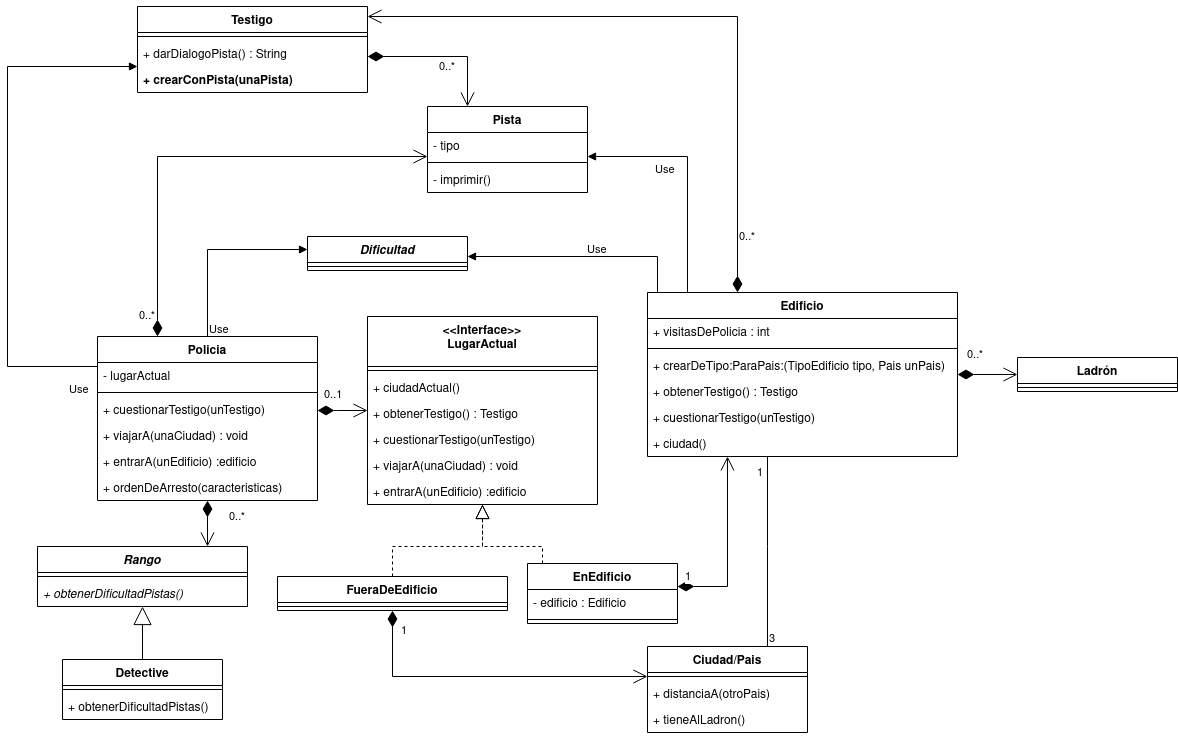 Testigo
+ darDialogoPista() : String
+ crearConPista(unaPista)
0..*
Pista
- tipo
- imprimir()
Use
0..*
Dificultad
Use
Use
0..*
Policia
- lugarActual
+ cuestionarTestigo(unTestigo)
+ viajarA(unaCiudad) : void
+ entrarA(unEdificio) :edificio
+ ordenDeArresto(caracteristicas)
Use
0..1
<<Interface>>
LugarActual
+ ciudadActual()
+ obtenerTestigo() : Testigo
+ cuestionarTestigo(unTestigo)
+ viajarA(unaCiudad) : void
+ entrarA(unEdificio) :edificio
Edificio
+ visitasDePolicia : int
+ crearDeTipo:ParaPais:(TipoEdificio tipo, Pais unPais)
+ obtenerTestigo() : Testigo
+ cuestionarTestigo(unTestigo)
+ ciudad()
0..*
Ladrón
0..*
Rango
+ obtenerDificultadPistas()
Detective
+ obtenerDificultadPistas()
FueraDeEdificio
1
EnEdificio
- edificio : Edificio
1
1
3
Ciudad/Pais
+ distanciaA(otroPais)
+ tieneAlLadron()